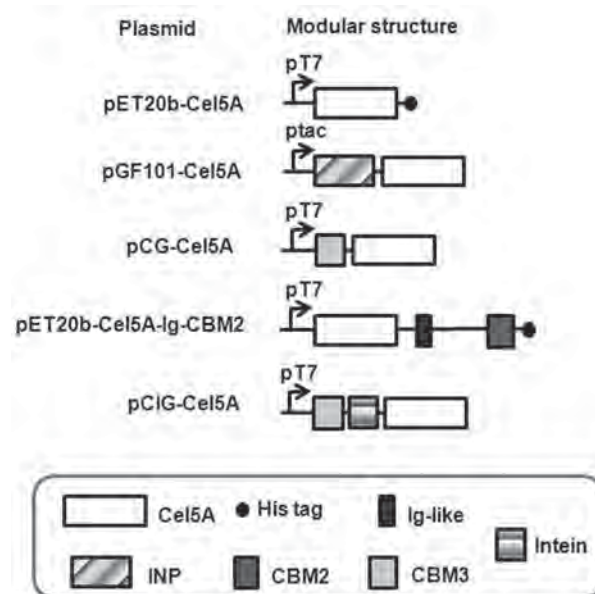 Plasmid Modular structure
pT7
pET20b-Cel5A
ptac
pGF101-Cel5A
pT7
pCG-Cel5A
pT7
pET20b-Cel5A-Ig-CBM2
pT7
pCIG-Cel5A
Cel5A His tag Ig-like
Intein
INP CBM2 CBM3